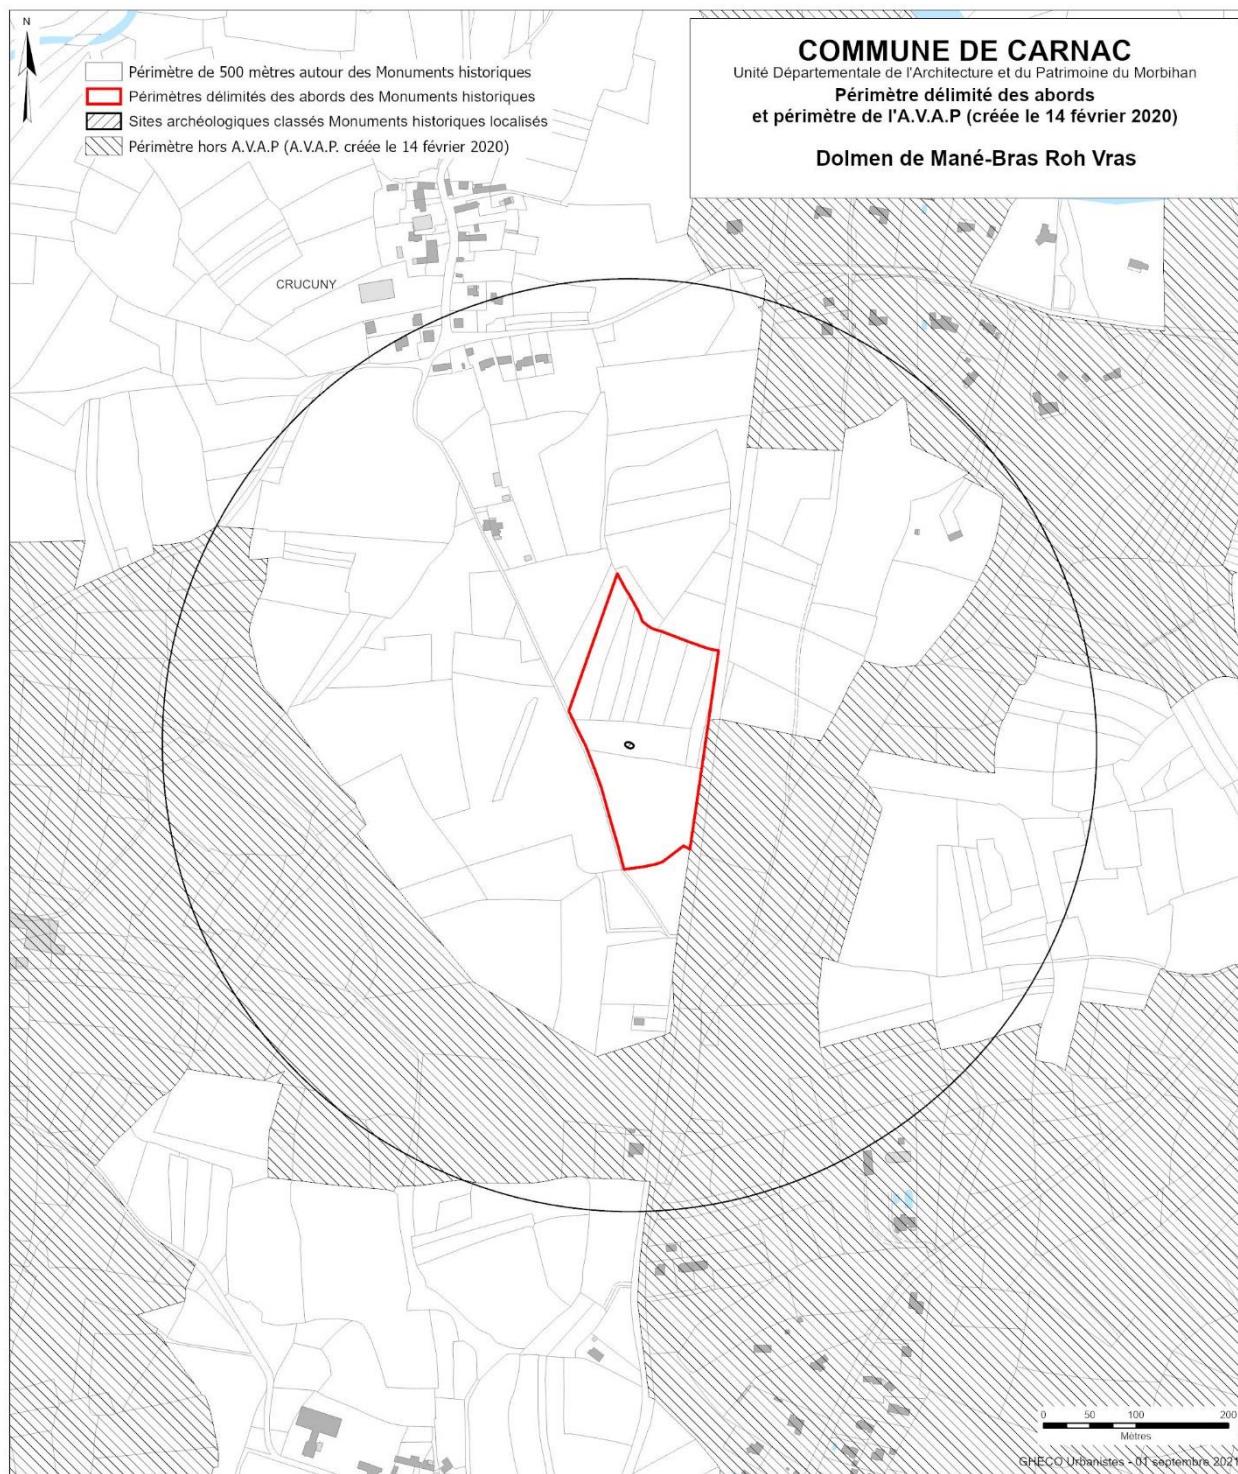 N
COMMUNE DE CARNAC
Unité Départementale de l'Architecture et du Patrimoine du Morbihan
Périmètre délimité des abords
et périmètre de l'A.V.A.P (créée le 14 février 2020)
Dolmen de Mané-Bras Roh Vras
Périmètre de 500 mètres autour des Monuments historiques
Périmètres délimités des abords des Monuments historiques
Sites archéologiques classés Monuments historiques localisés
Périmètre hors A.V.A.P (A.V.A.P. créée le 14 février 2020)
CRUCUNY
0 50 100 200
Mètres
GHECO Urbanistes - 01 septembre 2021